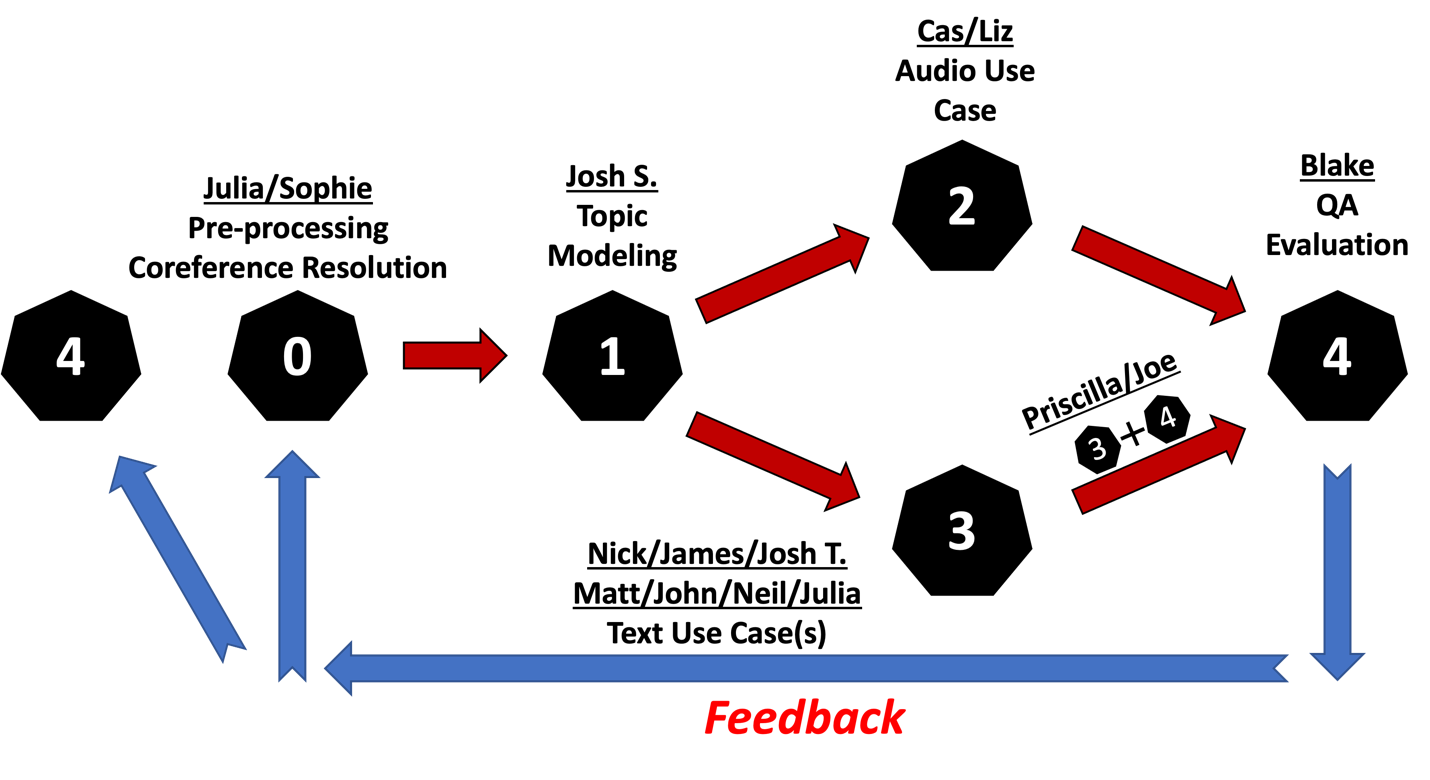 Cas/Liz
Audio Use
Case
2
Julia/Sophie
Pre-processing
Coreference Resolution
4
0
Josh S.
Topic
Modeling
1
Blake
QA
Evaluation
4
Priscilla/Joe
3+4
3
Nick/James/Josh T.
Matt/John/Neil/Julia
Text Use Case(s)
Feedback